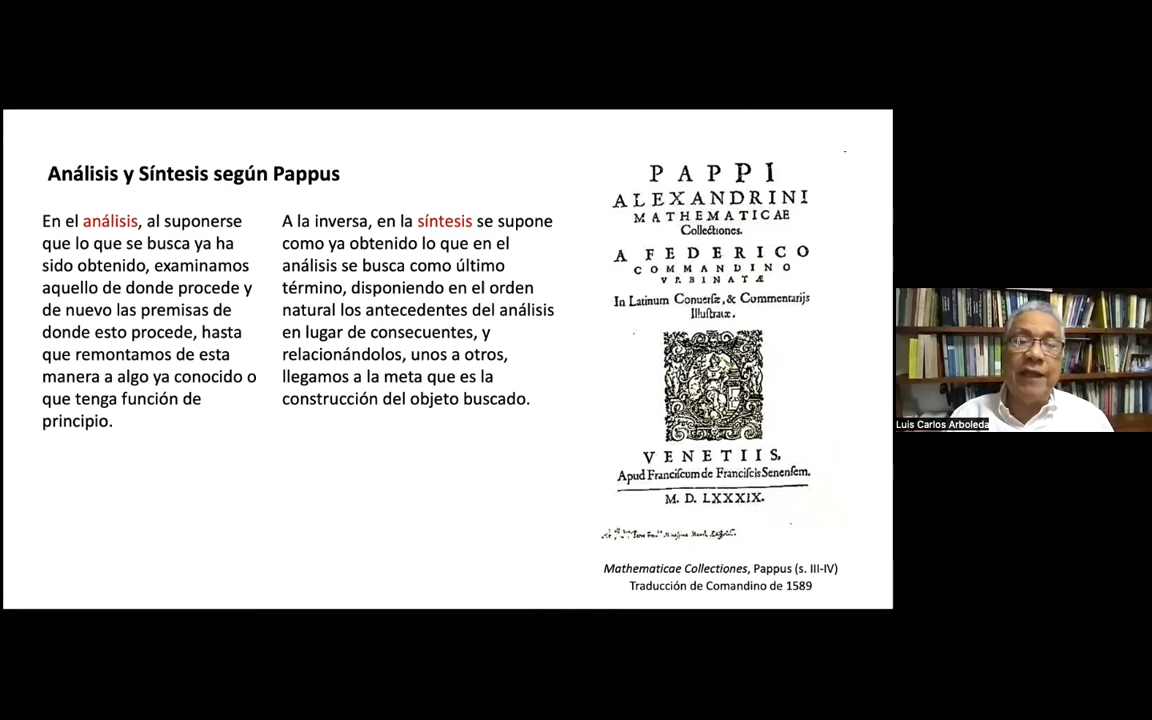 Análisis y Síntesis según Pappus
En el análisis, al suponerse
que lo que se busca ya ha
sido obtenido, examinamos
aquello de donde procede y
de nuevo las premisas de
donde esto procede, hasta
que remontamos de esta
manera a algo ya conocido o
que tenga función de
principio.
A la inversa, en la síntesis se supone
como ya obtenido lo que en el
análisis se busca como último
término, disponiendo en el orden
natural los antecedentes del análisis
en lugar de consecuentes, y
relacionándolos, unos a otros,
llegamos a la meta que es la
construcción del objeto buscado.
PAPPI
ALEXANDRINI
MATHEMATICAE
Collectiones.
A FEDERICO
COMMANDINO
VRBINATÆ
In Latinum Conuersæ, & Commentarijs
Illustratæ.
VENETIIS,
Apud Franciscum de Franciscis Senensem.
M. D. LXXXIX.
Mathematicae Collectiones, Pappus (s. III-IV)
Traducción de Comandino de 1589
Luis Carlos Arboleda